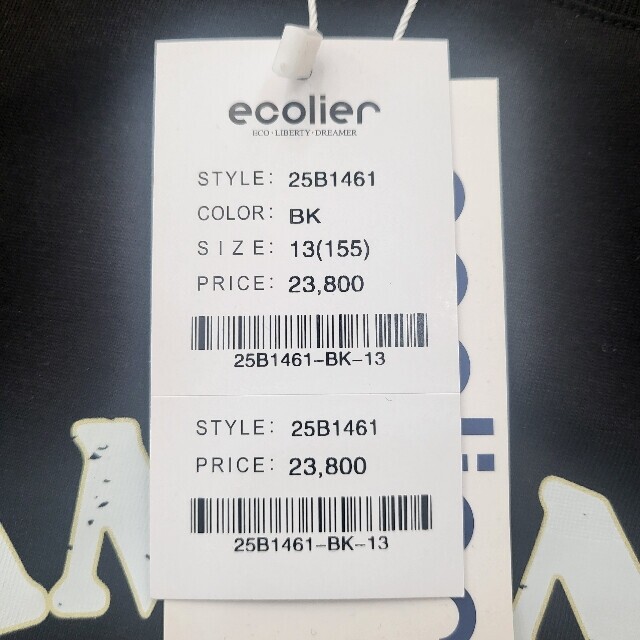 ecolier
ECO · LIBERTY · DREAMER
STYLE: 25B1461
COLOR: BK
SIZE: 13(155)
PRICE: 23,800
25B1461-BK-13
STYLE: 25B1461
PRICE: 23,800
25B1461-BK-13